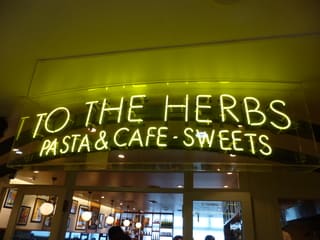 TO THE HERBS
PASTA & CAFE - SWEETS